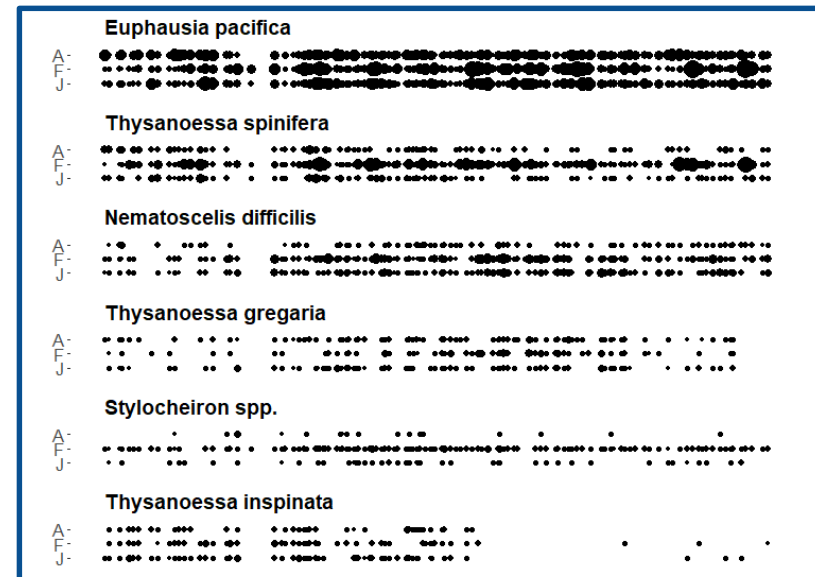 Euphausia pacifica
A-
F-
J-
Thysanoessa spinifera
A-
F-
J-
Nematoscelis difficilis
A-
F-
J-
Thysanoessa gregaria
A-
F-
J-
Stylocheiron spp.
A-
F-
J-
Thysanoessa inspinata
A-
F-
J-